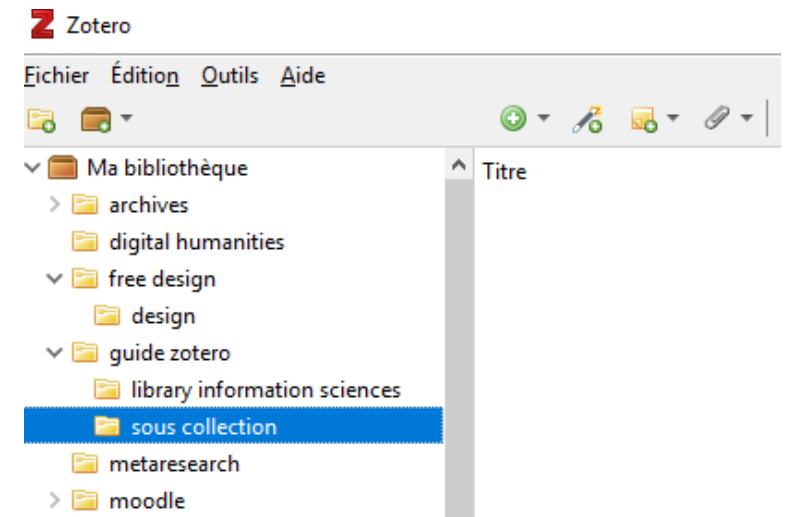 Zotero
Fichier Édition Outils Aide
Ma bibliothèque
Titre
archives
digital humanities
free design
design
guide zotero
library information sciences
sous collection
metaresearch
moodle